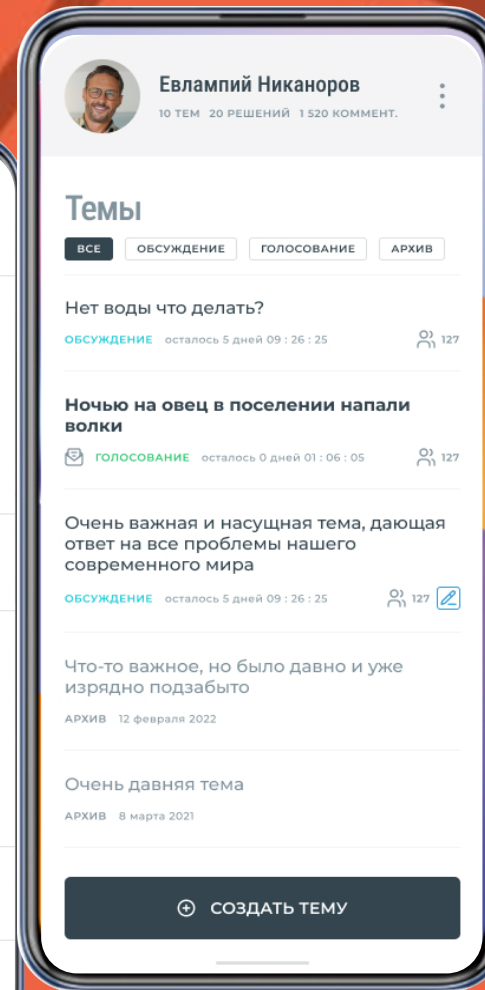 Евлампий Никаноров
10 ТЕМ 20 РЕШЕНИЙ 1 520 КОММЕНТ.
Темы
ВСЕ ОБСУЖДЕНИЕ ГОЛОСОВАНИЕ АРХИВ
Нет воды что делать?
ОБСУЖДЕНИЕ осталось 5 дней 09 : 26 : 25 127
Ночью на овец в поселении напали
волки
ГОЛОСОВАНИЕ осталось 0 дней 01 : 06 : 05 127
Очень важная и насущная тема, дающая
ответ на все проблемы нашего
современного мира
ОБСУЖДЕНИЕ осталось 5 дней 09 : 26 : 25 127
Что-то важное, но было давно и уже
изрядно подзабыто
АРХИВ 12 февраля 2022
Очень давняя тема
АРХИВ 8 марта 2021
СОЗДАТЬ ТЕМУ